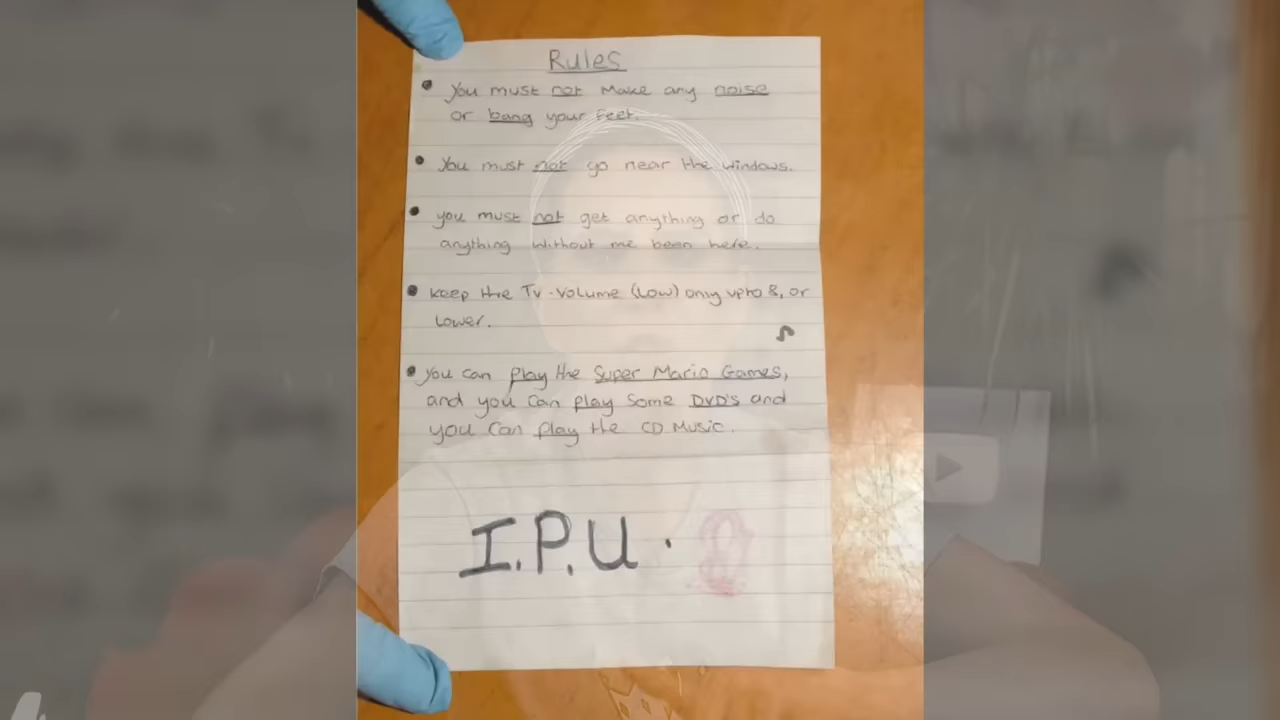 Rules
• You must not make any noise
or bang your feet.
• You must not go near the windows.
• you must not get anything or do
anything without me been here.
• Keep the Tv-Volume (low) only upto 8, or
lower.
• you can play the Super Mario Games,
and you can play some DVD's and
you can play the CD Music.
I.P.U.